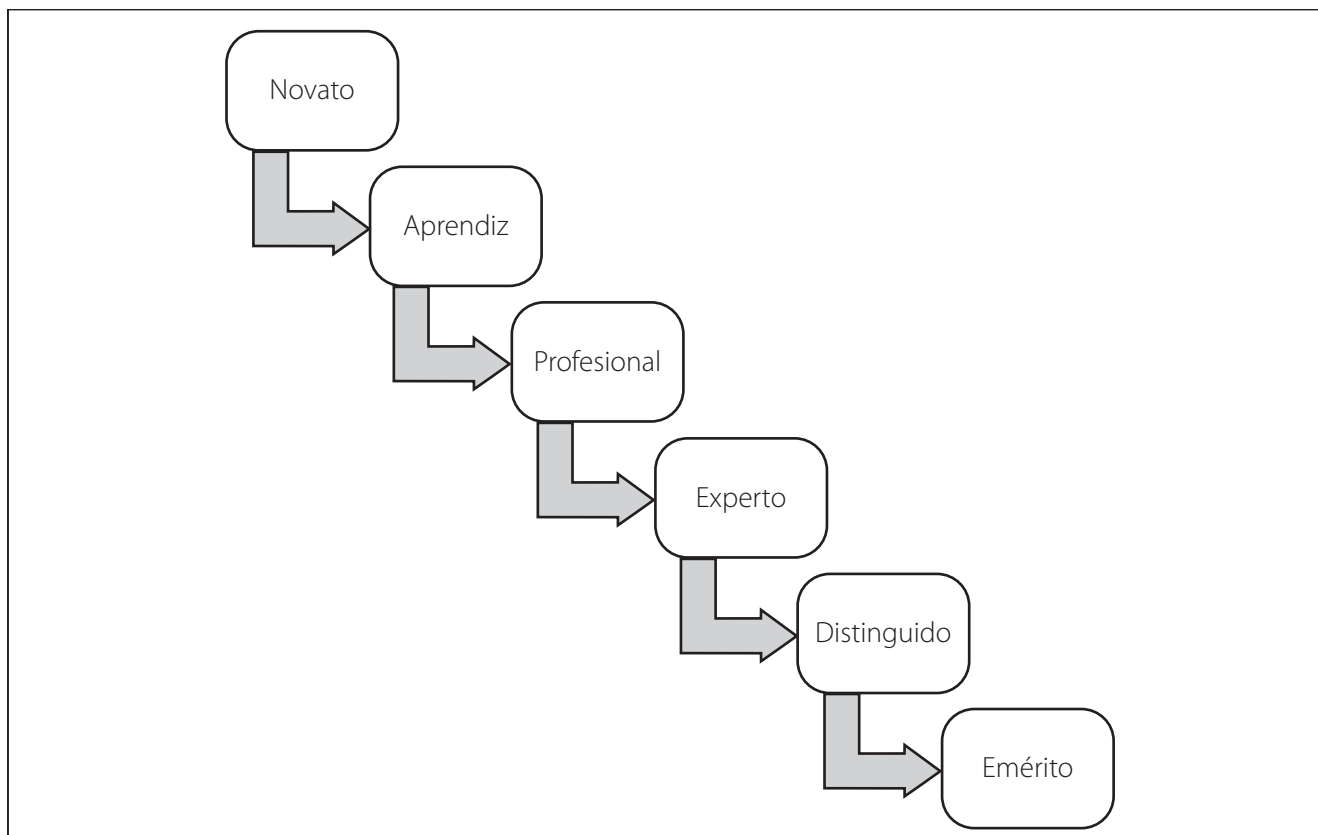 Novato
Aprendiz
Profesional
Experto
Distinguido
Emérito